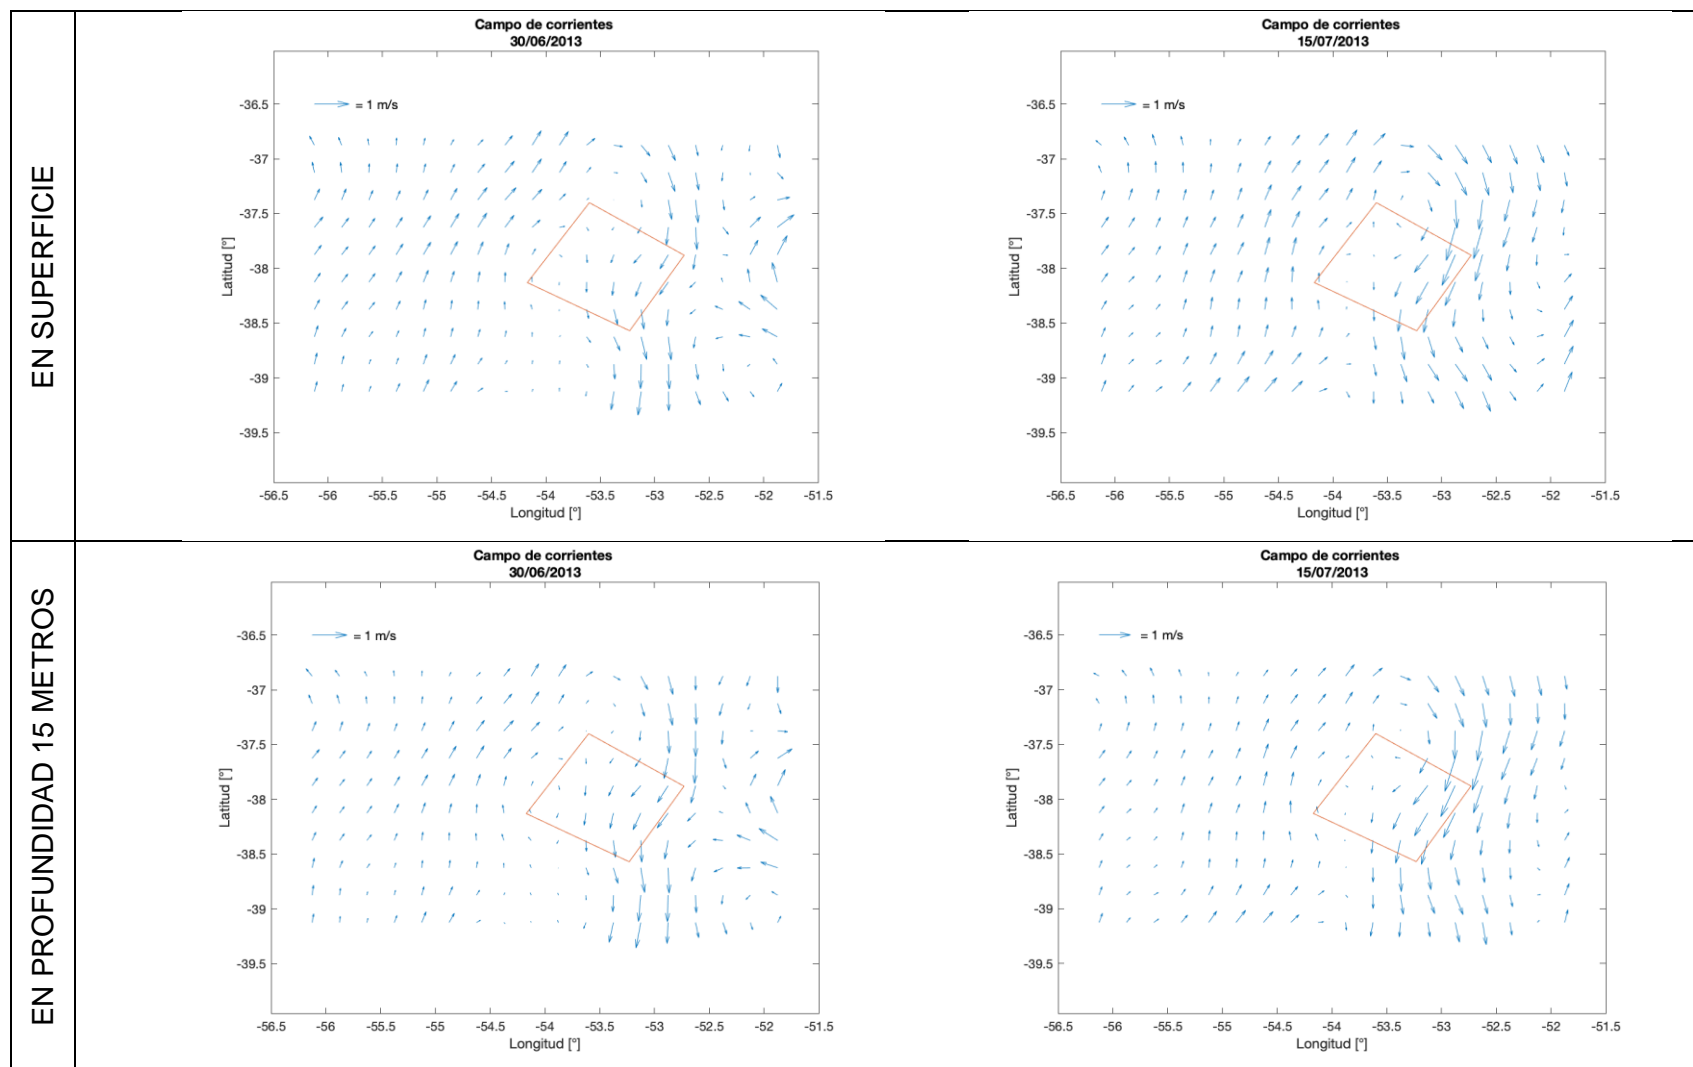 EN SUPERFICIE
Campo de corrientes
30/06/2013
= 1 m/s
-36.5
-37
-37.5
-38
-38.5
-39
-39.5
Latitud [°]
-56.5 -56 -55.5 -55 -54.5 -54 -53.5 -53 -52.5 -52 -51.5
Longitud [°]
Campo de corrientes
15/07/2013
= 1 m/s
-36.5
-37
-37.5
-38
-38.5
-39
-39.5
Latitud [°]
-56.5 -56 -55.5 -55 -54.5 -54 -53.5 -53 -52.5 -52 -51.5
Longitud [°]
EN PROFUNDIDAD 15 METROS
Campo de corrientes
30/06/2013
= 1 m/s
-36.5
-37
-37.5
-38
-38.5
-39
-39.5
Latitud [°]
-56.5 -56 -55.5 -55 -54.5 -54 -53.5 -53 -52.5 -52 -51.5
Longitud [°]
Campo de corrientes
15/07/2013
= 1 m/s
-36.5
-37
-37.5
-38
-38.5
-39
-39.5
Latitud [°]
-56.5 -56 -55.5 -55 -54.5 -54 -53.5 -53 -52.5 -52 -51.5
Longitud [°]